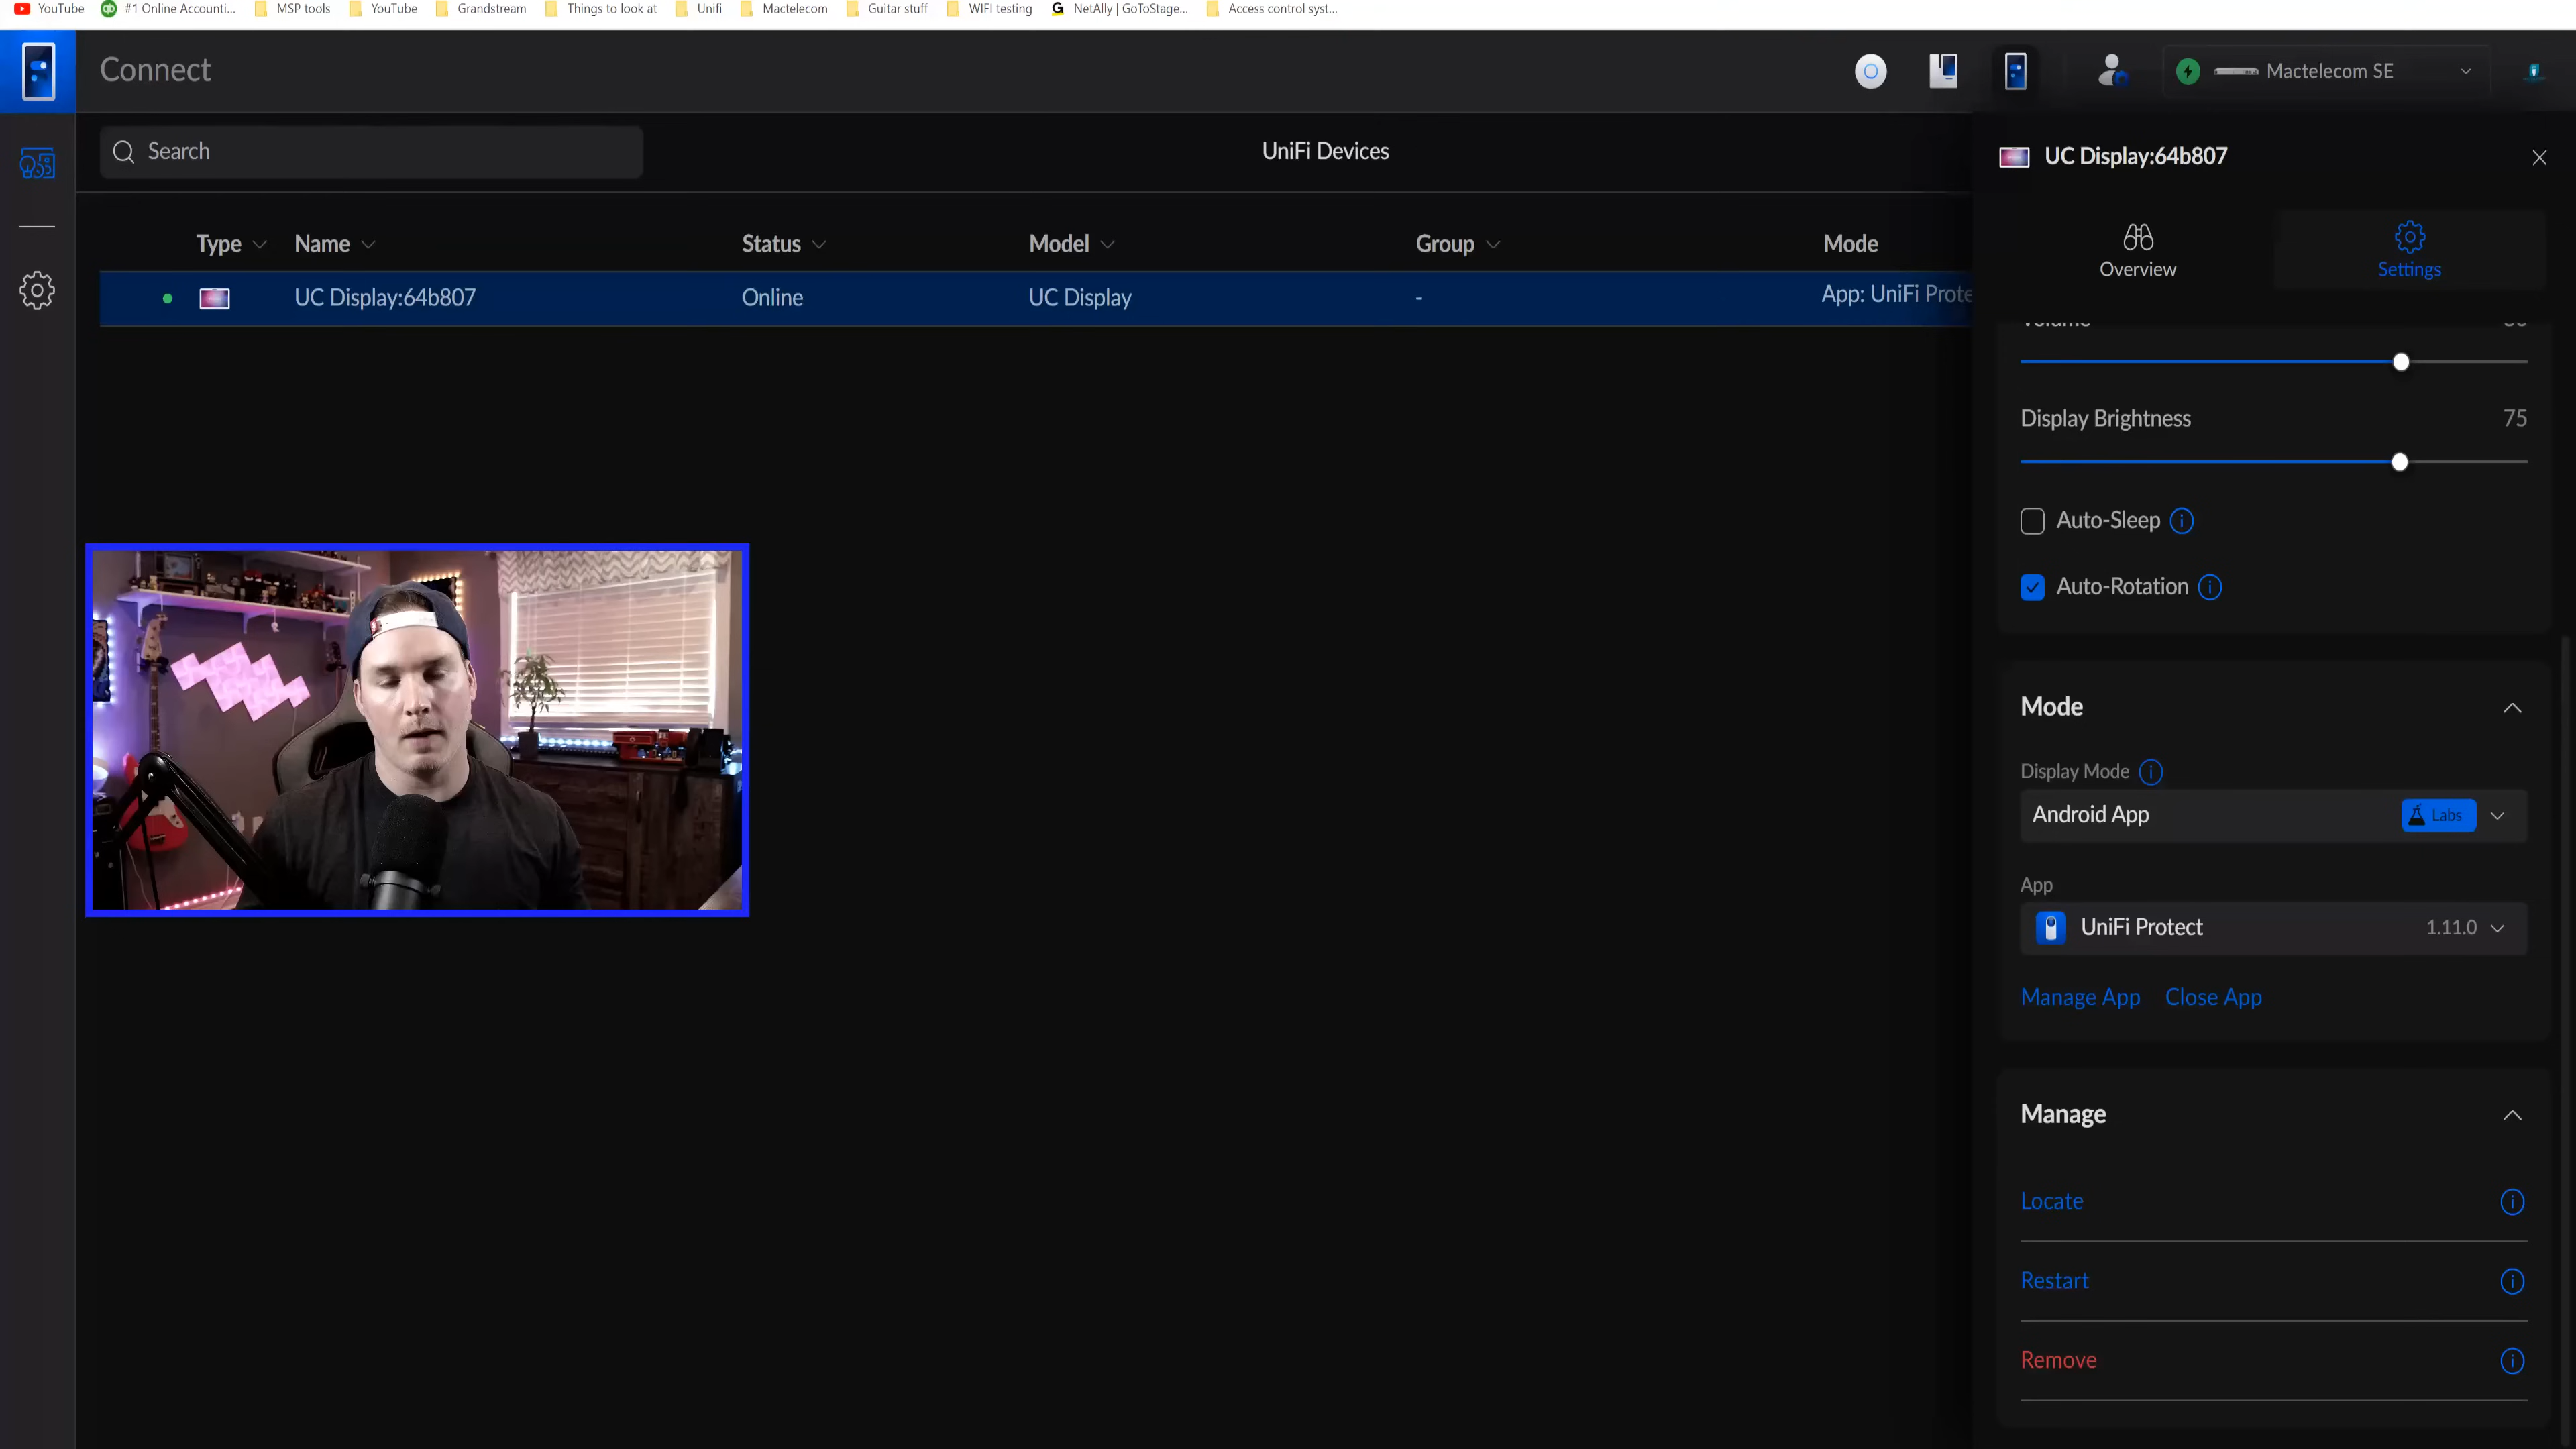 YouTube #1 Online Accounti... MSP tools YouTube Grandstream Things to look at Unifi Mactelecom Guitar stuff WIFI testing NetAlly | GoToStage... Access control syst...
Connect
Mactelecom SE
Search
UniFi Devices
UC Display:64b807
Overview
Settings
Type Name Status Model Group Mode
UC Display:64b807 Online UC Display - App: UniFi Prote
Volume
Display Brightness 75
Auto-Sleep
Auto-Rotation
Mode
Display Mode
Android App Labs
App
UniFi Protect 1.11.0
Manage App Close App
Manage
Locate
Restart
Remove